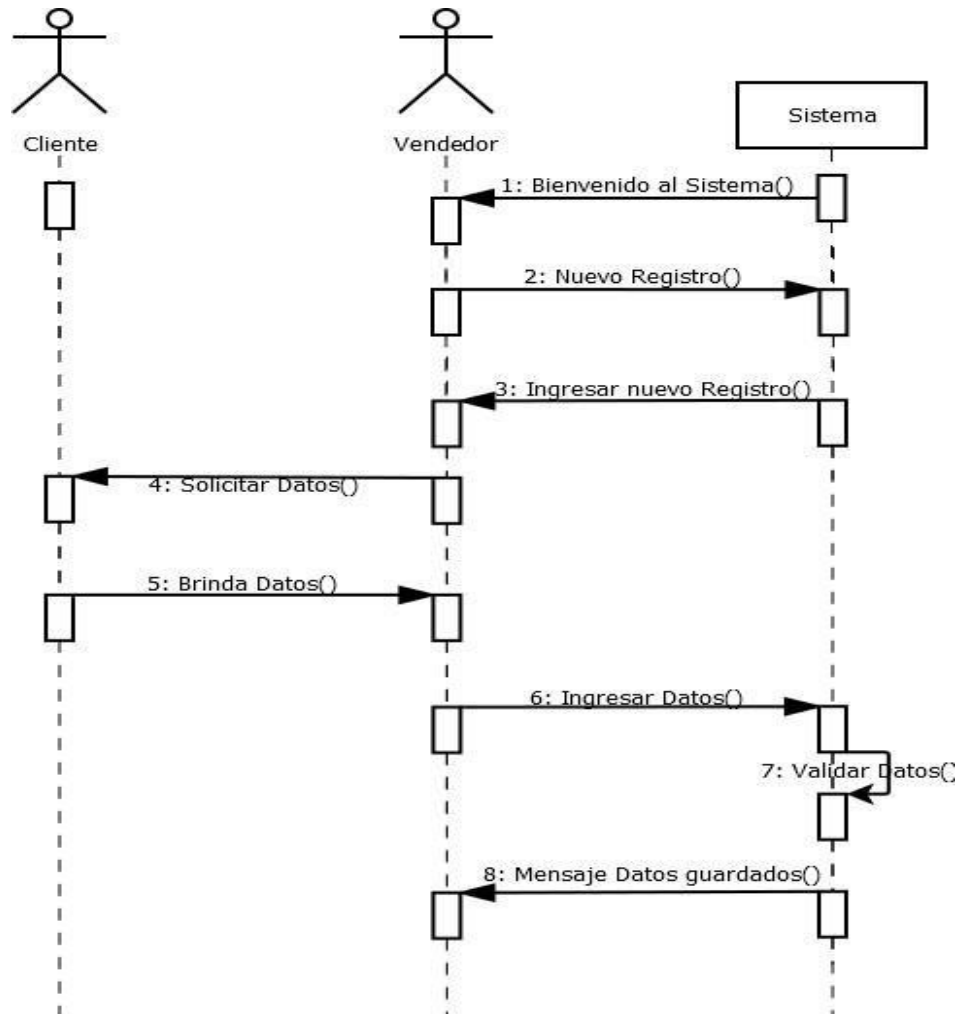 Sistema
Cliente
Vendedor
1: Bienvenido al Sistema()
2: Nuevo Registro()
3: Ingresar nuevo Registro()
4: Solicitar Datos()
5: Brinda Datos()
6: Ingresar Datos()
7: Validar Datos()
8: Mensaje Datos guardados()